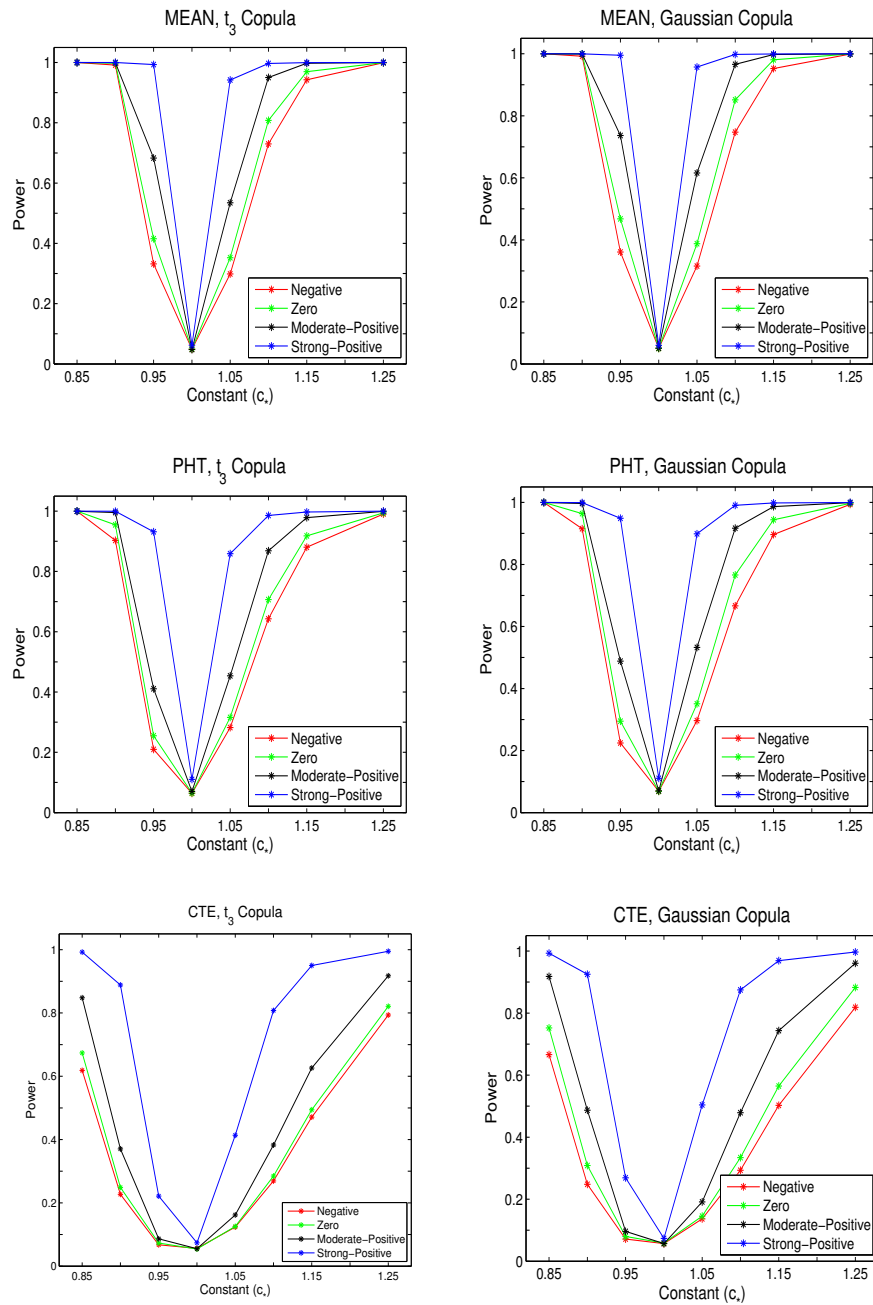 MEAN, t3 Copula
Power
1
0.8
0.6
0.4
0.2
0
0.85 0.95 1.05 1.15 1.25
Constant (c*)
Negative
Zero
Moderate−Positive
Strong−Positive
MEAN, Gaussian Copula
Power
1
0.8
0.6
0.4
0.2
0
0.85 0.95 1.05 1.15 1.25
Constant (c*)
Negative
Zero
Moderate−Positive
Strong−Positive
PHT, t3 Copula
Power
1
0.8
0.6
0.4
0.2
0
0.85 0.95 1.05 1.15 1.25
Constant (c*)
Negative
Zero
Moderate−Positive
Strong−Positive
PHT, Gaussian Copula
Power
1
0.8
0.6
0.4
0.2
0
0.85 0.95 1.05 1.15 1.25
Constant (c*)
Negative
Zero
Moderate−Positive
Strong−Positive
CTE, t3 Copula
Power
1
0.8
0.6
0.4
0.2
0
0.85 0.95 1.05 1.15 1.25
Constant (c*)
Negative
Zero
Moderate−Positive
Strong−Positive
CTE, Gaussian Copula
Power
1
0.8
0.6
0.4
0.2
0
0.85 0.95 1.05 1.15 1.25
Constant (c*)
Negative
Zero
Moderate−Positive
Strong−Positive